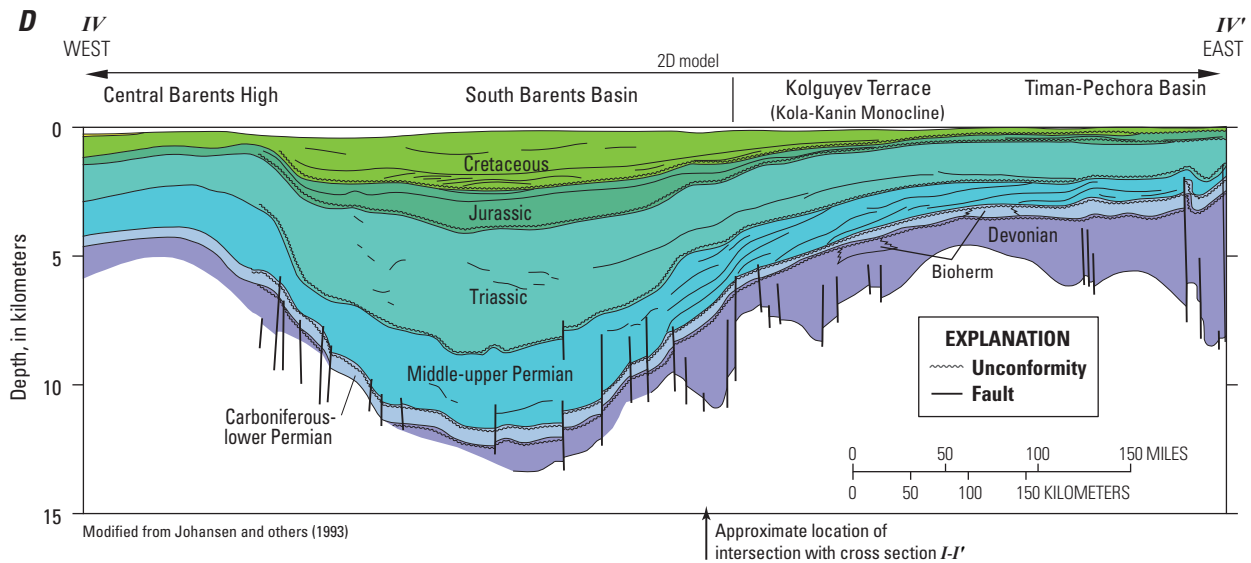 D
IV
WEST
IV'
EAST
2D model
Central Barents High
South Barents Basin
Kolguyev Terrace
(Kola-Kanin Monocline)
Timan-Pechora Basin
0
5
10
15
Depth, in kilometers
Cretaceous
Jurassic
Triassic
Middle-upper Permian
Carboniferous-
lower Permian
Devonian
Bioherm
EXPLANATION
Unconformity
Fault
0 50 100 150 MILES
0 50 100 150 KILOMETERS
Modified from Johansen and others (1993)
Approximate location of
intersection with cross section I-I'